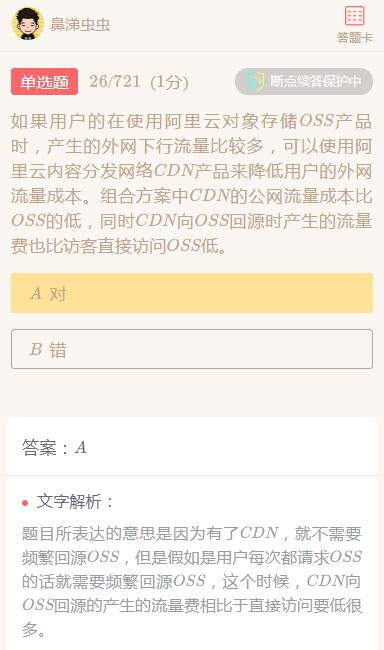 鼻涕虫虫
答题卡
单选题 26/721 (1分) 断点续答保护中
如果用户的在使用阿里云对象存储OSS产品
时，产生的外网下行流量比较多，可以使用阿
里云内容分发网络CDN产品来降低用户的外网
流量成本。组合方案中CDN的公网流量成本比
OSS的低，同时CDN向OSS回源时产生的流量
费也比访客直接访问OSS低。
A 对
B 错
答案：A
文字解析：
题目所表达的意思是因为有了CDN，就不需要
频繁回源OSS，但是假如是用户每次都请求OSS
的话就需要频繁回源OSS，这个时候，CDN向
OSS回源的产生的流量费相比于直接访问要低很
多。